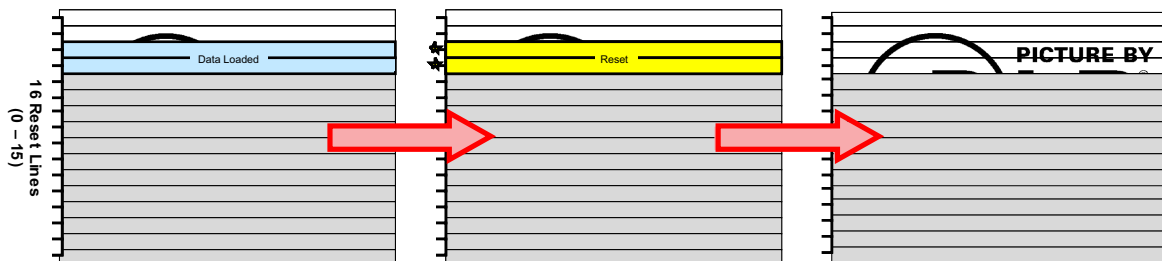 16 Reset Lines
(0 – 15)
Data Loaded
Reset
PICTURE BY
®